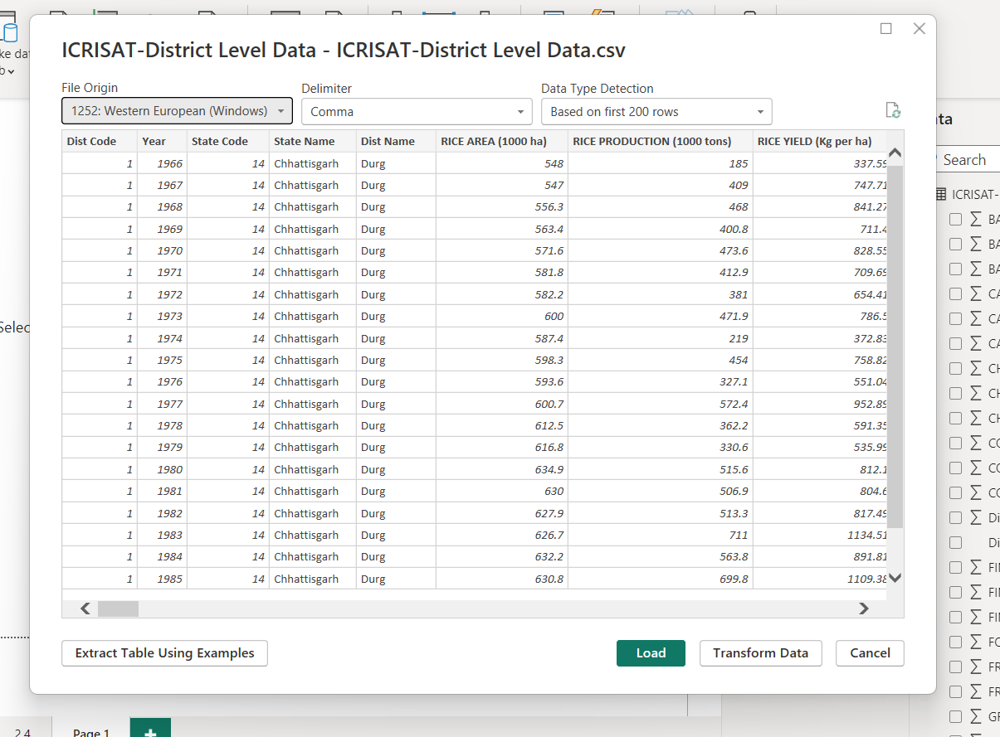 ICRISAT-District Level Data - ICRISAT-District Level Data.csv
File Origin Delimiter Data Type Detection
1252: Western European (Windows) Comma Based on first 200 rows
Dist Code Year State Code State Name Dist Name RICE AREA (1000 ha) RICE PRODUCTION (1000 tons) RICE YIELD (Kg per ha)
1 1966 14 Chhattisgarh Durg 548 185 337.59
1 1967 14 Chhattisgarh Durg 547 409 747.71
1 1968 14 Chhattisgarh Durg 556.3 468 841.27
1 1969 14 Chhattisgarh Durg 563.4 400.8 711.4
1 1970 14 Chhattisgarh Durg 571.6 473.6 828.55
1 1971 14 Chhattisgarh Durg 581.8 412.9 709.69
1 1972 14 Chhattisgarh Durg 582.2 381 654.41
1 1973 14 Chhattisgarh Durg 600 471.9 786.5
1 1974 14 Chhattisgarh Durg 587.4 219 372.83
1 1975 14 Chhattisgarh Durg 598.3 454 758.82
1 1976 14 Chhattisgarh Durg 593.6 327.1 551.04
1 1977 14 Chhattisgarh Durg 600.7 572.4 952.89
1 1978 14 Chhattisgarh Durg 612.5 362.2 591.35
1 1979 14 Chhattisgarh Durg 616.8 330.6 535.99
1 1980 14 Chhattisgarh Durg 634.9 515.6 812.1
1 1981 14 Chhattisgarh Durg 630 506.9 804.6
1 1982 14 Chhattisgarh Durg 627.9 513.3 817.49
1 1983 14 Chhattisgarh Durg 626.7 711 1134.51
1 1984 14 Chhattisgarh Durg 632.2 563.8 891.81
1 1985 14 Chhattisgarh Durg 630.8 699.8 1109.38
Extract Table Using Examples Load Transform Data Cancel
ke dat
b
Selec
2.4 Page 1 +
ta
Search
ICRISAT-
Σ BA
Σ BA
Σ BA
Σ CA
Σ CA
Σ CA
Σ CH
Σ CH
Σ CH
Σ CO
Σ CO
Σ CO
Σ Di
Di
Σ FI
Σ FI
Σ FI
Σ FO
Σ FR
Σ FR
Σ GR